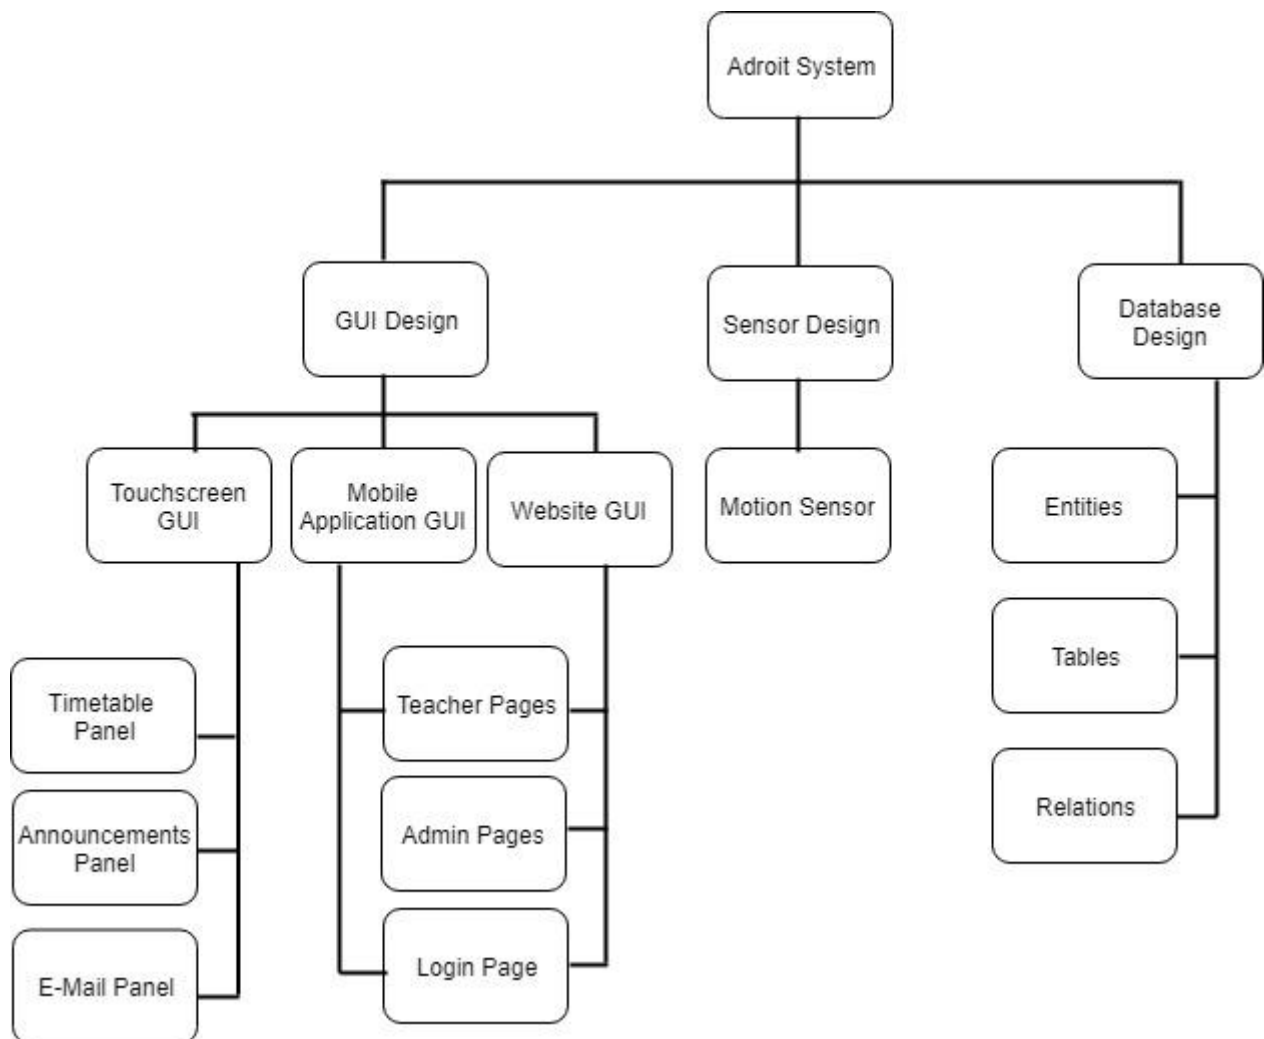 Adroit System
GUI Design
Sensor Design
Database
Design
Touchscreen
GUI
Mobile
Application GUI
Website GUI
Motion Sensor
Entities
Timetable
Panel
Teacher Pages
Tables
Announcements
Panel
Admin Pages
Relations
E-Mail Panel
Login Page